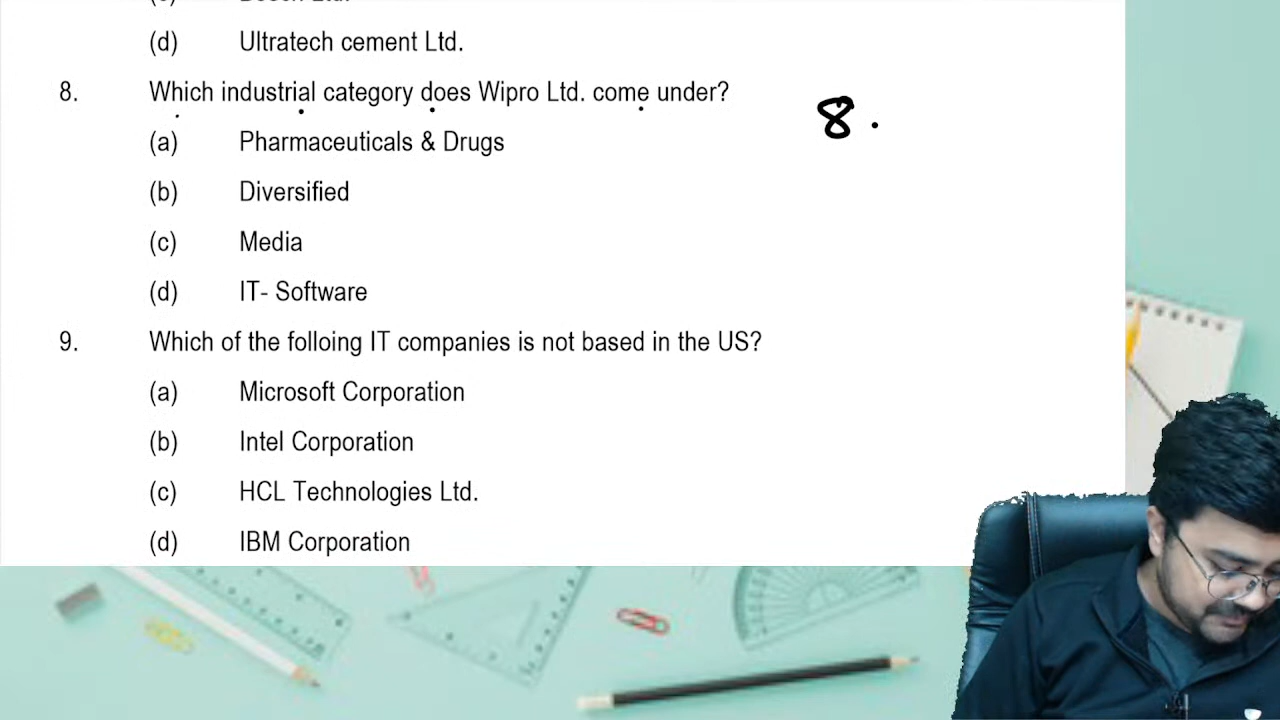 (d) Ultratech cement Ltd.
8. Which industrial category does Wipro Ltd. come under?
8.
(a) Pharmaceuticals & Drugs
(b) Diversified
(c) Media
(d) IT- Software
9. Which of the folloing IT companies is not based in the US?
(a) Microsoft Corporation
(b) Intel Corporation
(c) HCL Technologies Ltd.
(d) IBM Corporation